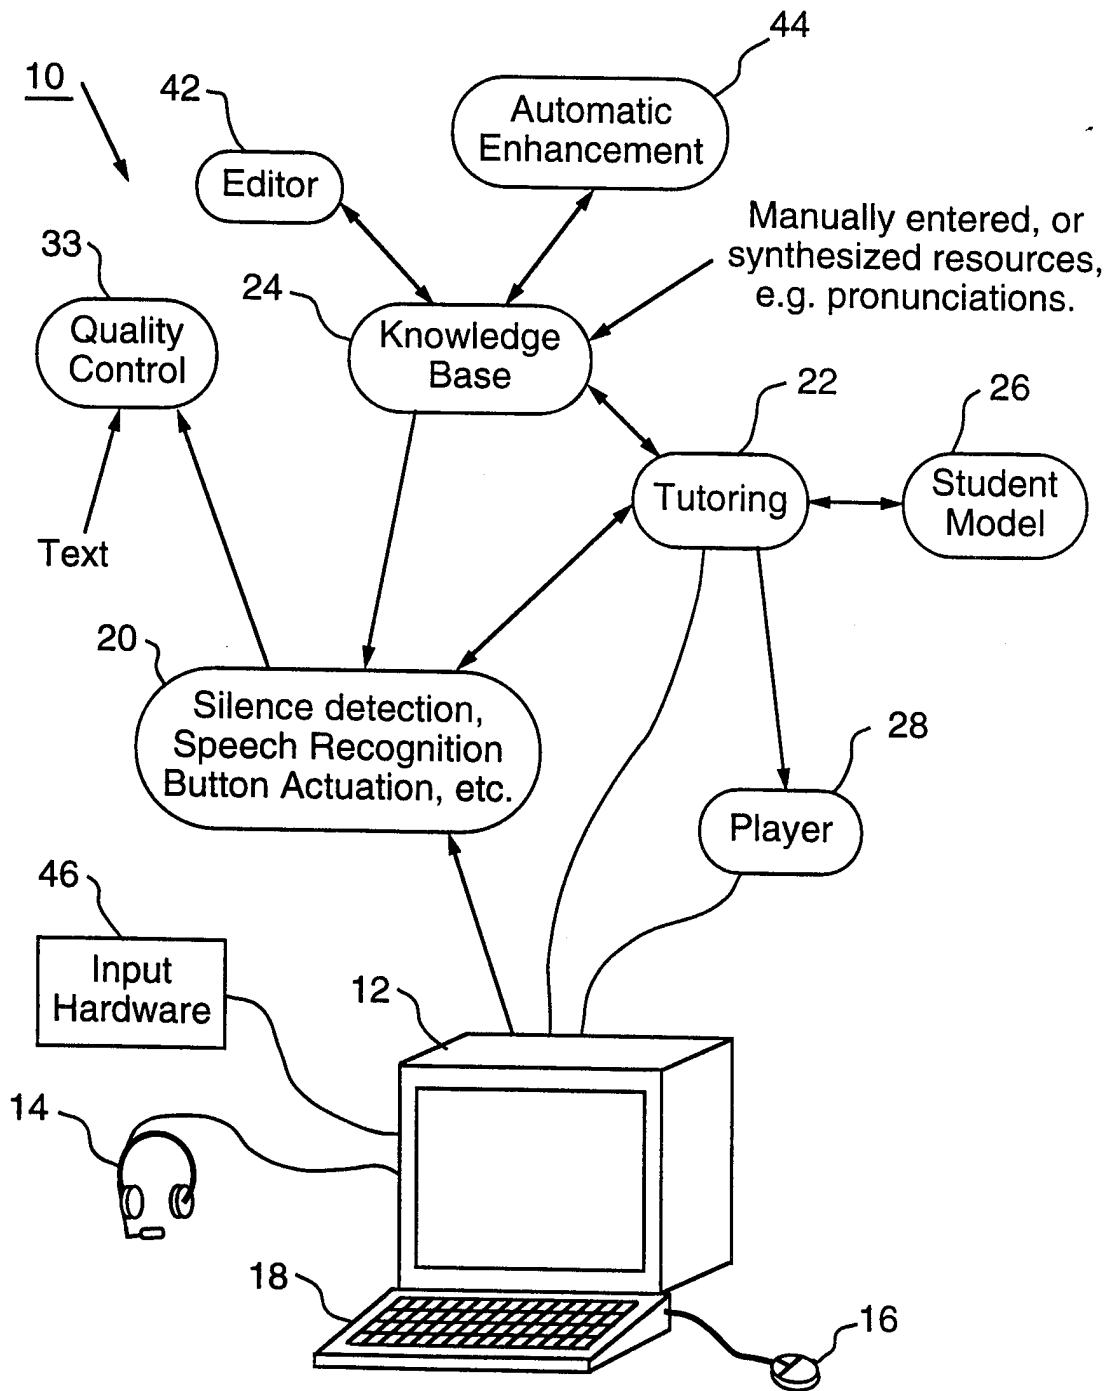 44
10
42
Automatic
Enhancement
Editor
Manually entered, or
synthesized resources,
e.g. pronunciations.
33
24
Quality
Control
Knowledge
Base
22
26
Text
Tutoring
Student
Model
20
Silence detection,
Speech Recognition
Button Actuation, etc.
28
Player
46
Input
Hardware
12
14
18
16